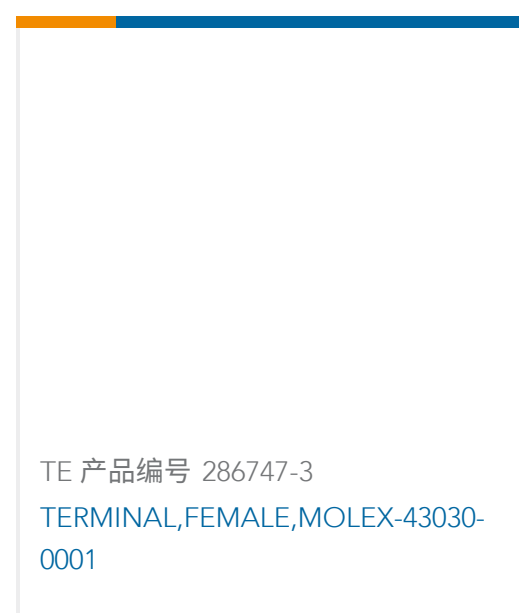 TE 产品编号 286747-3
TERMINAL,FEMALE,MOLEX-43030-
0001